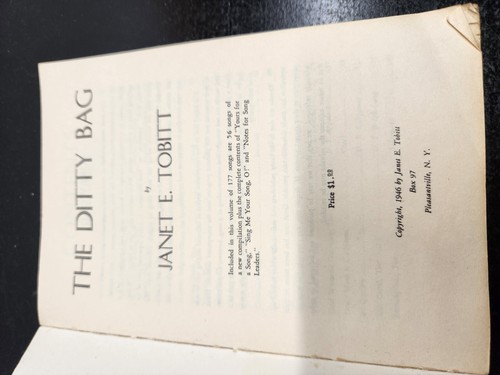 THE DITTY BAG
by
JANET E. TOBITT
Included in this volume of 177 songs are 56 songs of
a new compilation plus the complete contents of "Yours for
a Song," "Sing Me Your Song, O!" and "Notes for Song
Leaders."
Price $1.
Copyright, 1946 by Janet E. Tobitt
Box 97
Pleasantville, N. Y.